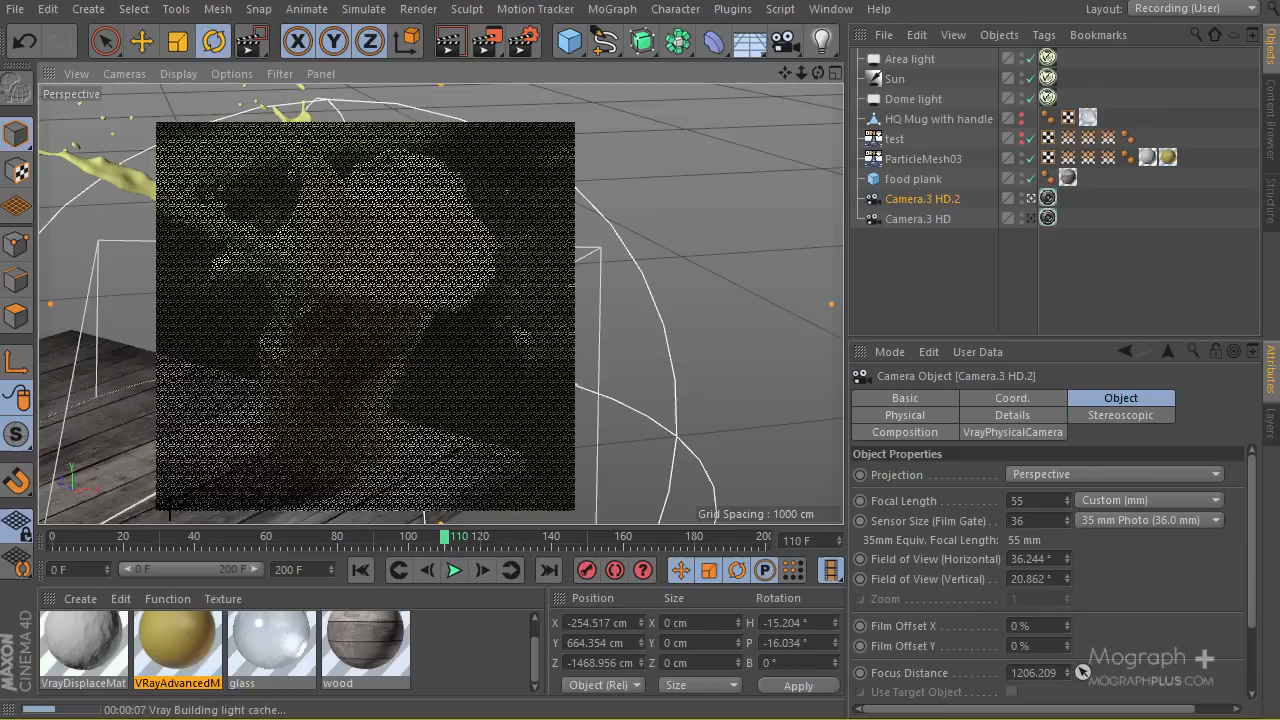 File Edit Create Select Tools Mesh Snap Animate Simulate Render Sculpt Motion Tracker MoGraph Character Plugins Script Window Help Layout: Recording (User)
X Y Z
File Edit View Objects Tags Bookmarks
View Cameras Display Options Filter Panel
Perspective
Area light
Sun
Dome light
HQ Mug with handle
test
ParticleMesh03
food plank
Camera.3 HD.2
Camera.3 HD
Objects
Content Browser
Structure
Mode Edit User Data
Camera Object [Camera.3 HD.2]
Basic Coord. Object
Physical Details Stereoscopic
Composition VrayPhysicalCamera
Object Properties
Projection Perspective
Focal Length 55 Custom (mm)
Sensor Size (Film Gate) 36 35 mm Photo (36.0 mm)
35mm Equiv. Focal Length: 55 mm
Field of View (Horizontal) 36.244 °
Field of View (Vertical) 20.862 °
Zoom 1
Film Offset X 0 %
Film Offset Y 0 %
Focus Distance 1206.209
Use Target Object
Attributes
Layers
Mograph +
MOGRAPHPLUS.COM
Grid Spacing : 1000 cm
0 20 40 60 80 100 110 120 140 160 180 200 110 F
0 F 0 F 200 F 200 F
Create Edit Function Texture
VrayDisplaceMat VRayAdvancedM glass wood
Position Size Rotation
X -254.517 cm X 0 cm H -15.204 °
Y 664.354 cm Y 0 cm P -16.034 °
Z -1468.956 cm Z 0 cm B 0 °
Object (Rel) Size Apply
MAXON
CINEMA 4D
00:00:07 Vray Building light cache...